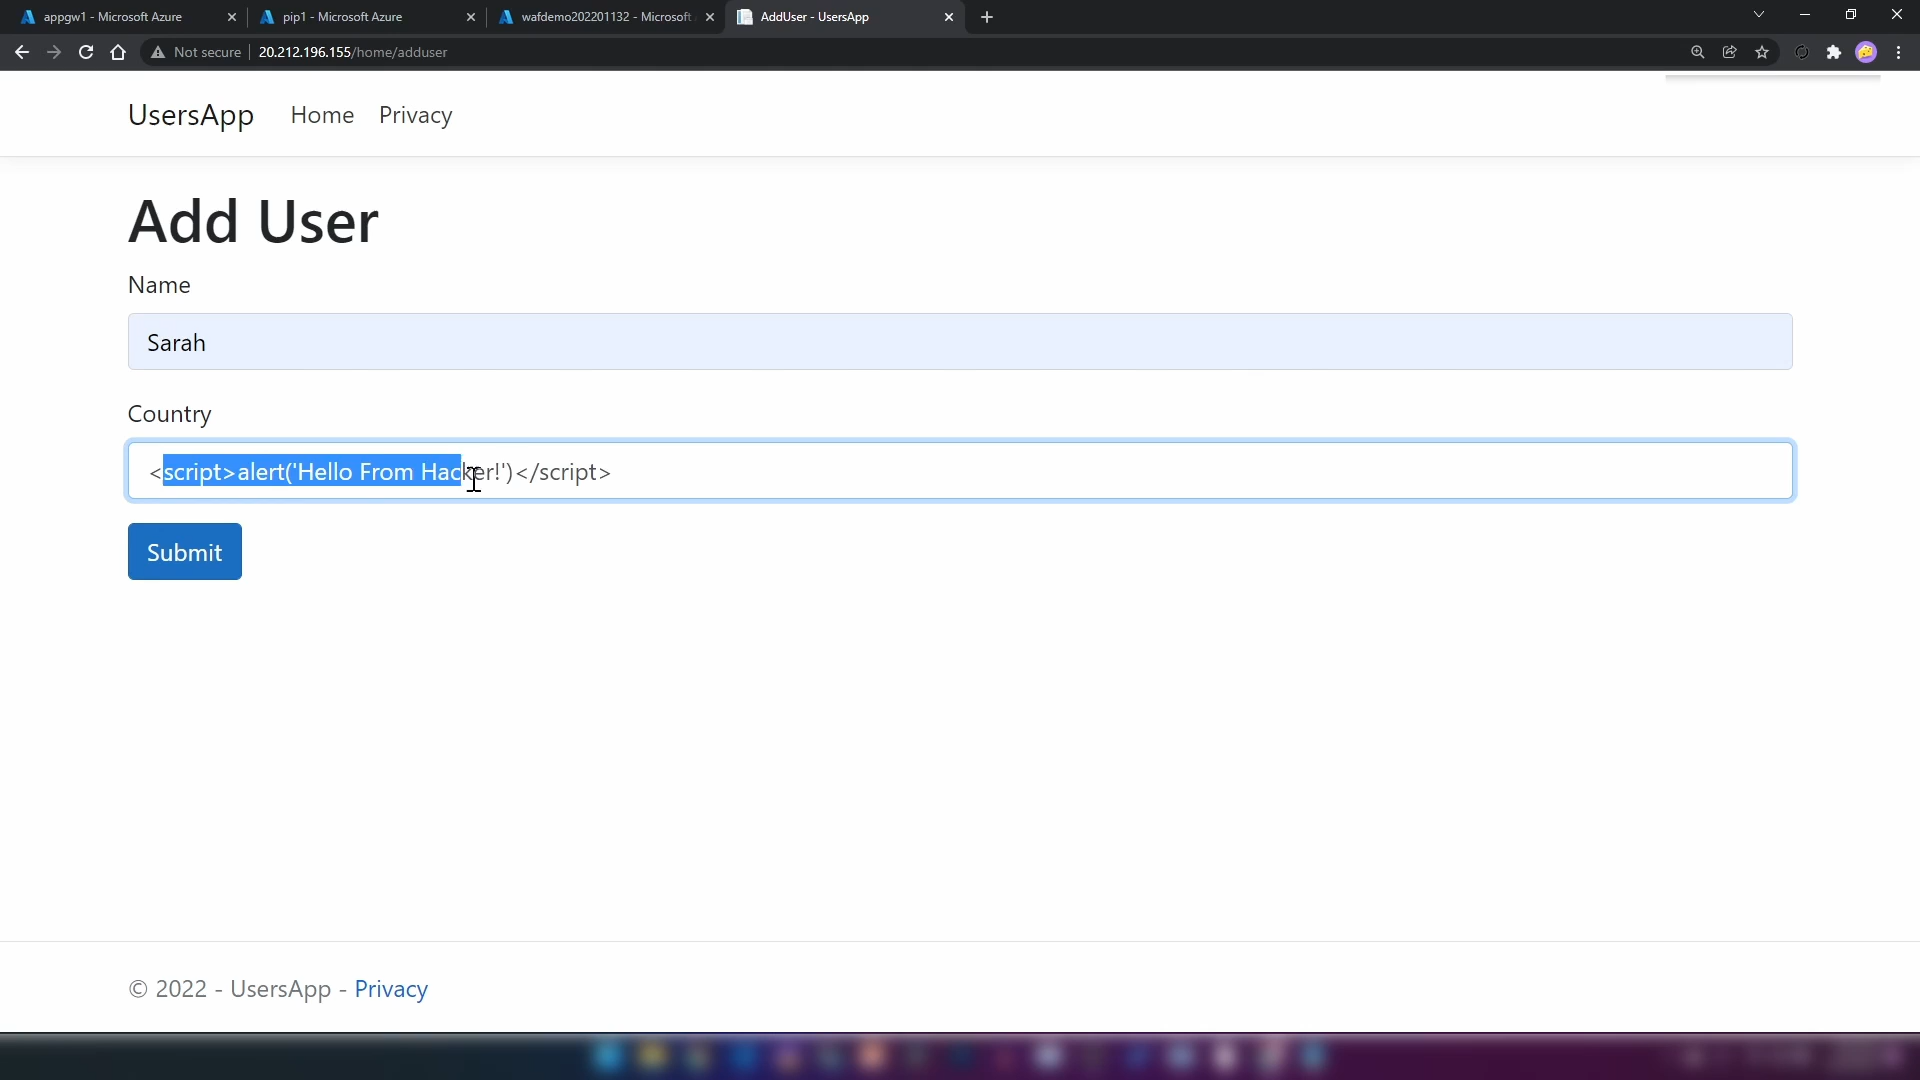 appgw1 - Microsoft Azure
pip1 - Microsoft Azure
wafdemo202201132 - Microsoft
AddUser - UsersApp
Not secure
20.212.196.155/home/adduser
UsersApp
Home
Privacy
Add User
Name
Sarah
Country
<script>alert('Hello From Hacker!')</script>
Submit
© 2022 - UsersApp - Privacy